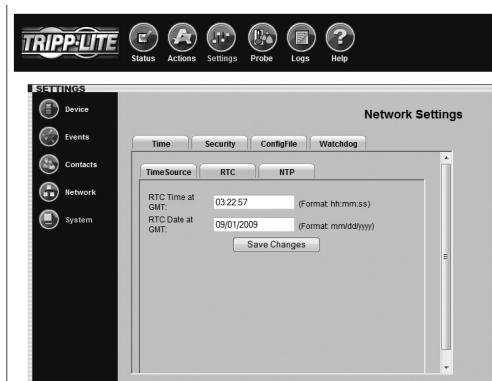 TRIPP·LITE
Status Actions Settings Probe Logs Help
SETTINGS
Device
Events
Contacts
Network
System
Network Settings
Time Security ConfigFile Watchdog
TimeSource RTC NTP
RTC Time at GMT: 03:22:57 (Format: hh:mm:ss)
RTC Date at GMT: 09/01/2009 (Format: mm/dd/yyyy)
Save Changes